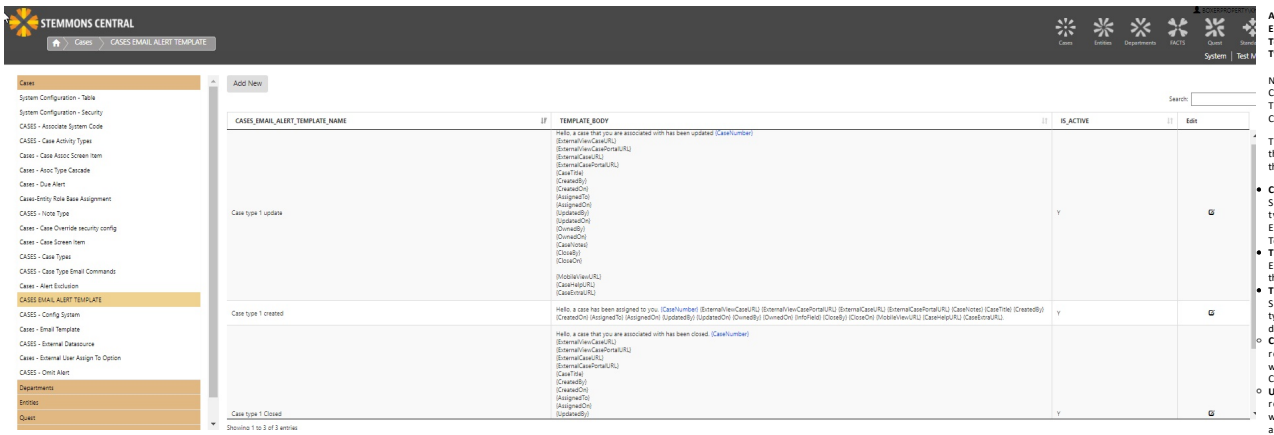 BOXERPROPERTY
STEMMONS CENTRAL
Cases
CASES EMAIL ALERT TEMPLATE
Cases
Entities
Departments
FACTS
Quest
System | Test M
Cases
System Configuration - Table
System Configuration - Security
CASES - Associate System Code
CASES - Case Activity Types
Cases - Case Assoc Screen Item
Cases - Asoc Type Cascade
Cases - Due Alert
Cases-Entity Role Base Assignment
CASES - Note Type
Cases - Case Override security config
Cases - Case Screen Item
CASES - Case Types
CASES - Case Type Email Commands
Cases - Alert Exclusion
CASES EMAIL ALERT TEMPLATE
CASES - Config System
Cases - Email Template
CASES - External Datasource
Cases - External User Assign To Option
CASES - Omit Alert
Departments
Entities
Quest
Add New
Search:
CASES_EMAIL_ALERT_TEMPLATE_NAME
TEMPLATE_BODY
IS_ACTIVE
Edit
Case type 1 update
Hello, a case that you are associated with has been updated {CaseNumber}
{ExternalViewCaseURL}
{ExternalViewCasePortalURL}
{ExternalCaseURL}
{ExternalCasePortalURL}
{CaseTitle}
{CreatedBy}
{CreatedOn}
{AssignedTo}
{AssignedOn}
{UpdatedBy}
{UpdatedOn}
{OwnedBy}
{OwnedOn}
{CaseNotes}
{CloseBy}
{CloseOn}
{MobileViewURL}
{CaseHelpURL}
{CaseExtraURL}
Y
Case type 1 created
Hello, a case has been assigned to you. {CaseNumber} {ExternalViewCaseURL} {ExternalViewCasePortalURL} {ExternalCaseURL} {ExternalCasePortalURL} {CaseNotes} {CaseTitle} {CreatedBy}
{CreatedOn} {AssignedTo} {AssignedOn} {UpdatedBy} {UpdatedOn} {OwnedBy} {OwnedOn} {InfoField} {CloseBy} {CloseOn} {MobileViewURL} {CaseHelpURL} {CaseExtraURL}.
Y
Case type 1 Closed
Hello, a case that you are associated with has been closed. {CaseNumber}
{ExternalViewCaseURL}
{ExternalViewCasePortalURL}
{ExternalCaseURL}
{ExternalCasePortalURL}
{CaseTitle}
{CreatedBy}
{CreatedOn}
{AssignedTo}
{AssignedOn}
{UpdatedBy}
Y
Showing 1 to 3 of 3 entries